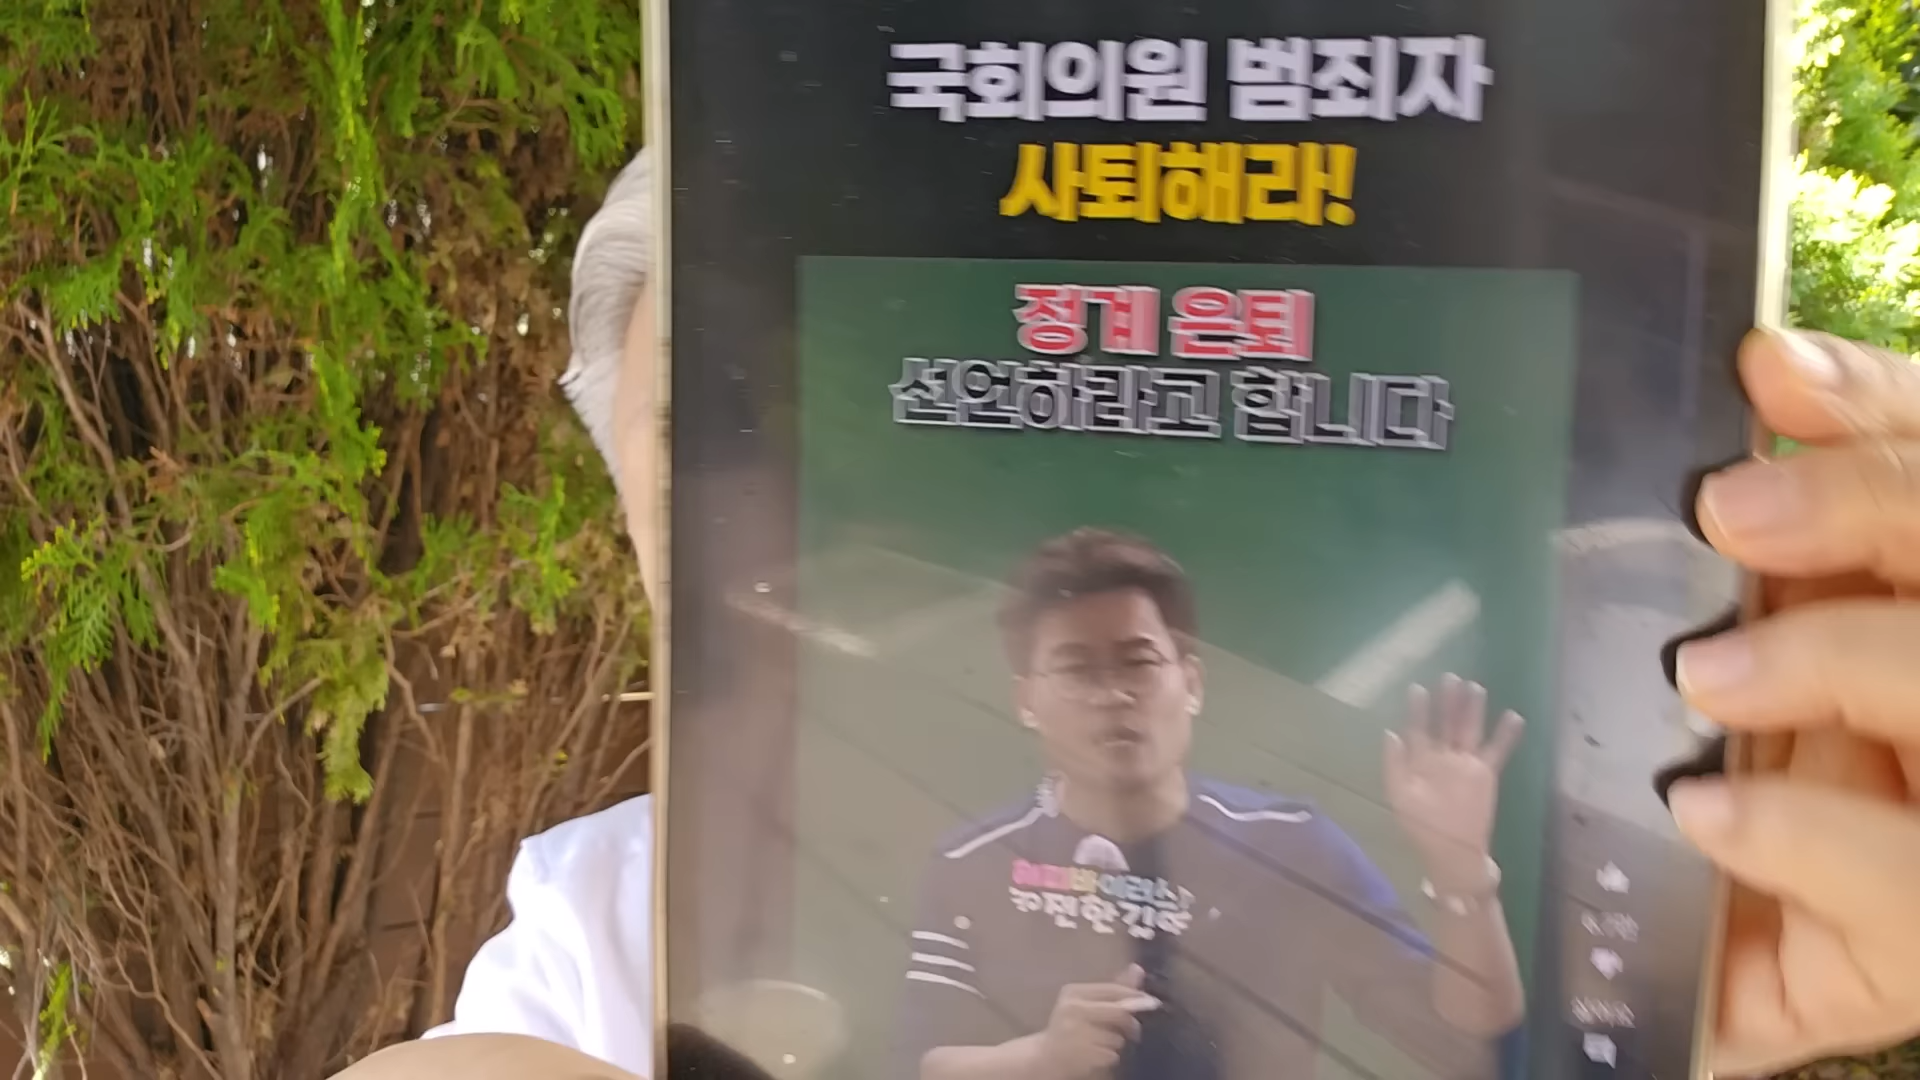 국회의원 범죄자
사퇴해라!
정계 은퇴
선언하라고 합니다